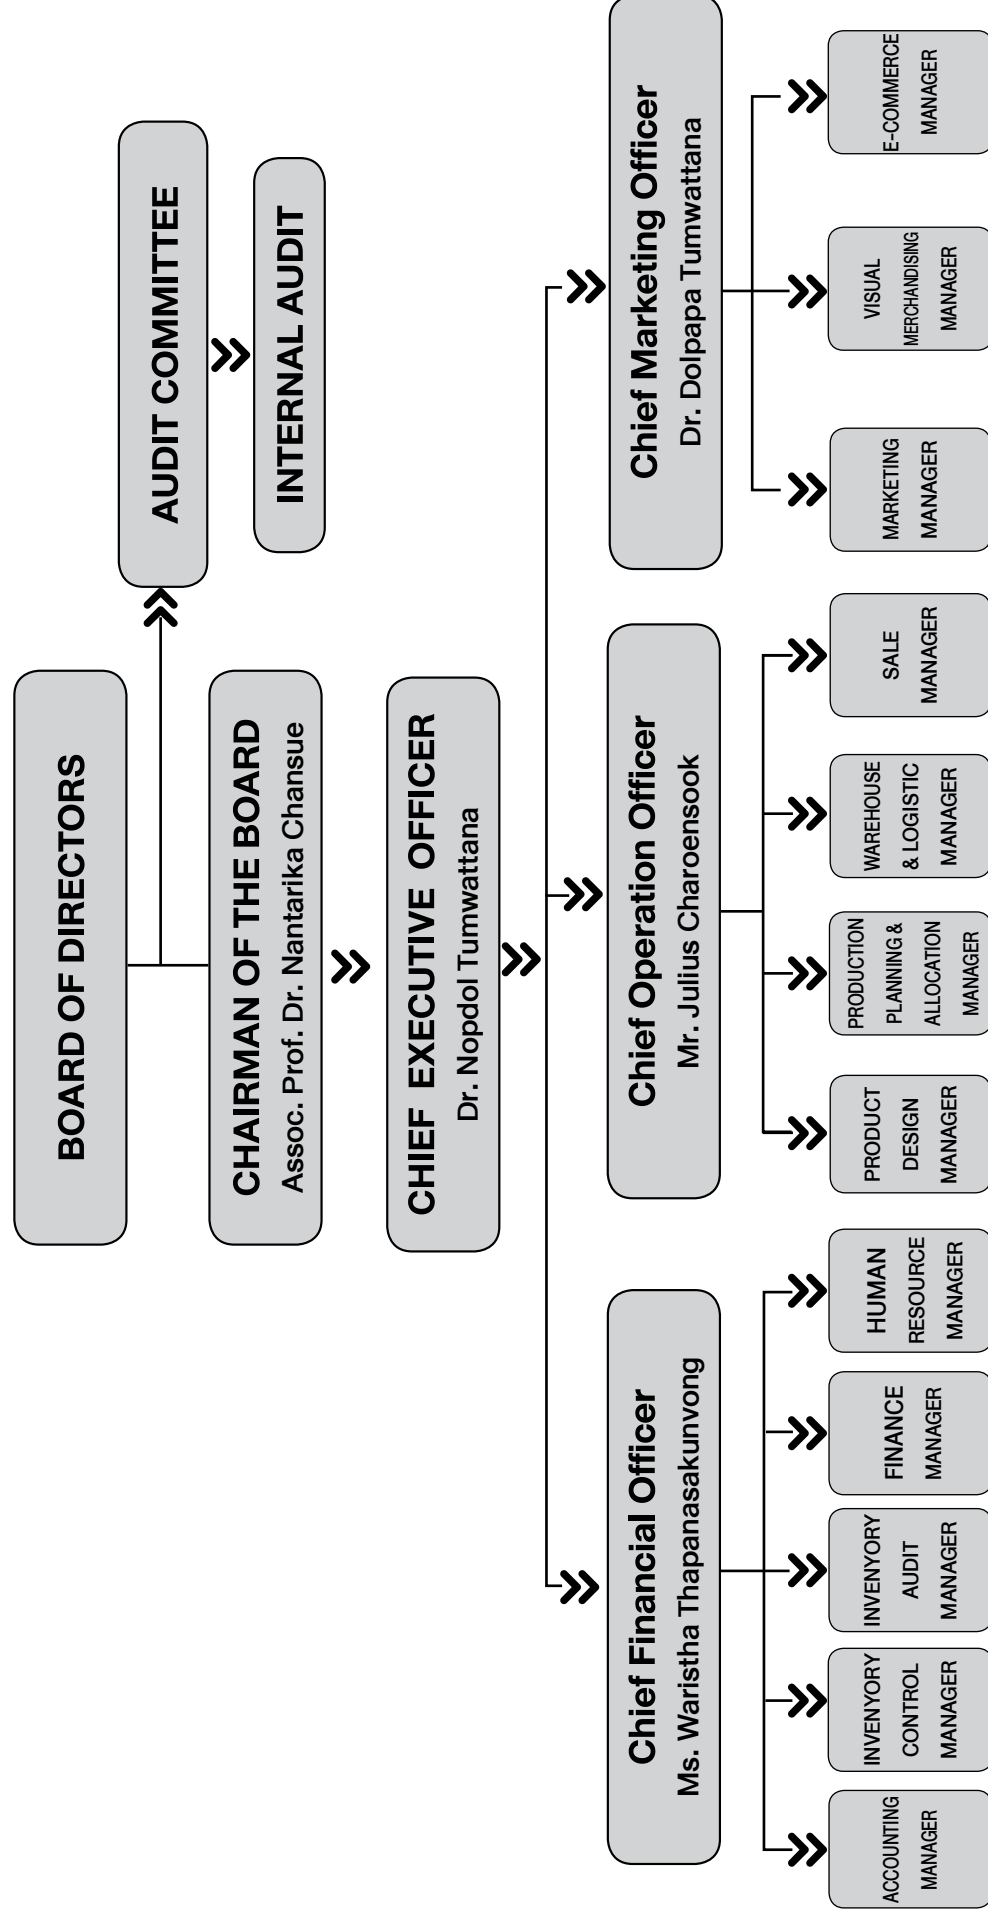 BOARD OF DIRECTORS
AUDIT COMMITTEE
INTERNAL AUDIT
CHAIRMAN OF THE BOARD
Assoc. Prof. Dr. Nantarika Chansue
CHIEF EXECUTIVE OFFICER
Dr. Nopdol Tumwattana
Chief Financial Officer
Ms. Waristha Thapanasakunvong
Chief Operation Officer
Mr. Julius Charoensook
Chief Marketing Officer
Dr. Dolpapa Tumwattana
ACCOUNTING
MANAGER
INVENYORY
CONTROL
MANAGER
INVENYORY
AUDIT
MANAGER
FINANCE
MANAGER
HUMAN
RESOURCE
MANAGER
PRODUCT
DESIGN
MANAGER
PRODUCTION
PLANNING &
ALLOCATION
MANAGER
WAREHOUSE
& LOGISTIC
MANAGER
SALE
MANAGER
MARKETING
MANAGER
VISUAL
MERCHANDISING
MANAGER
E-COMMERCE
MANAGER